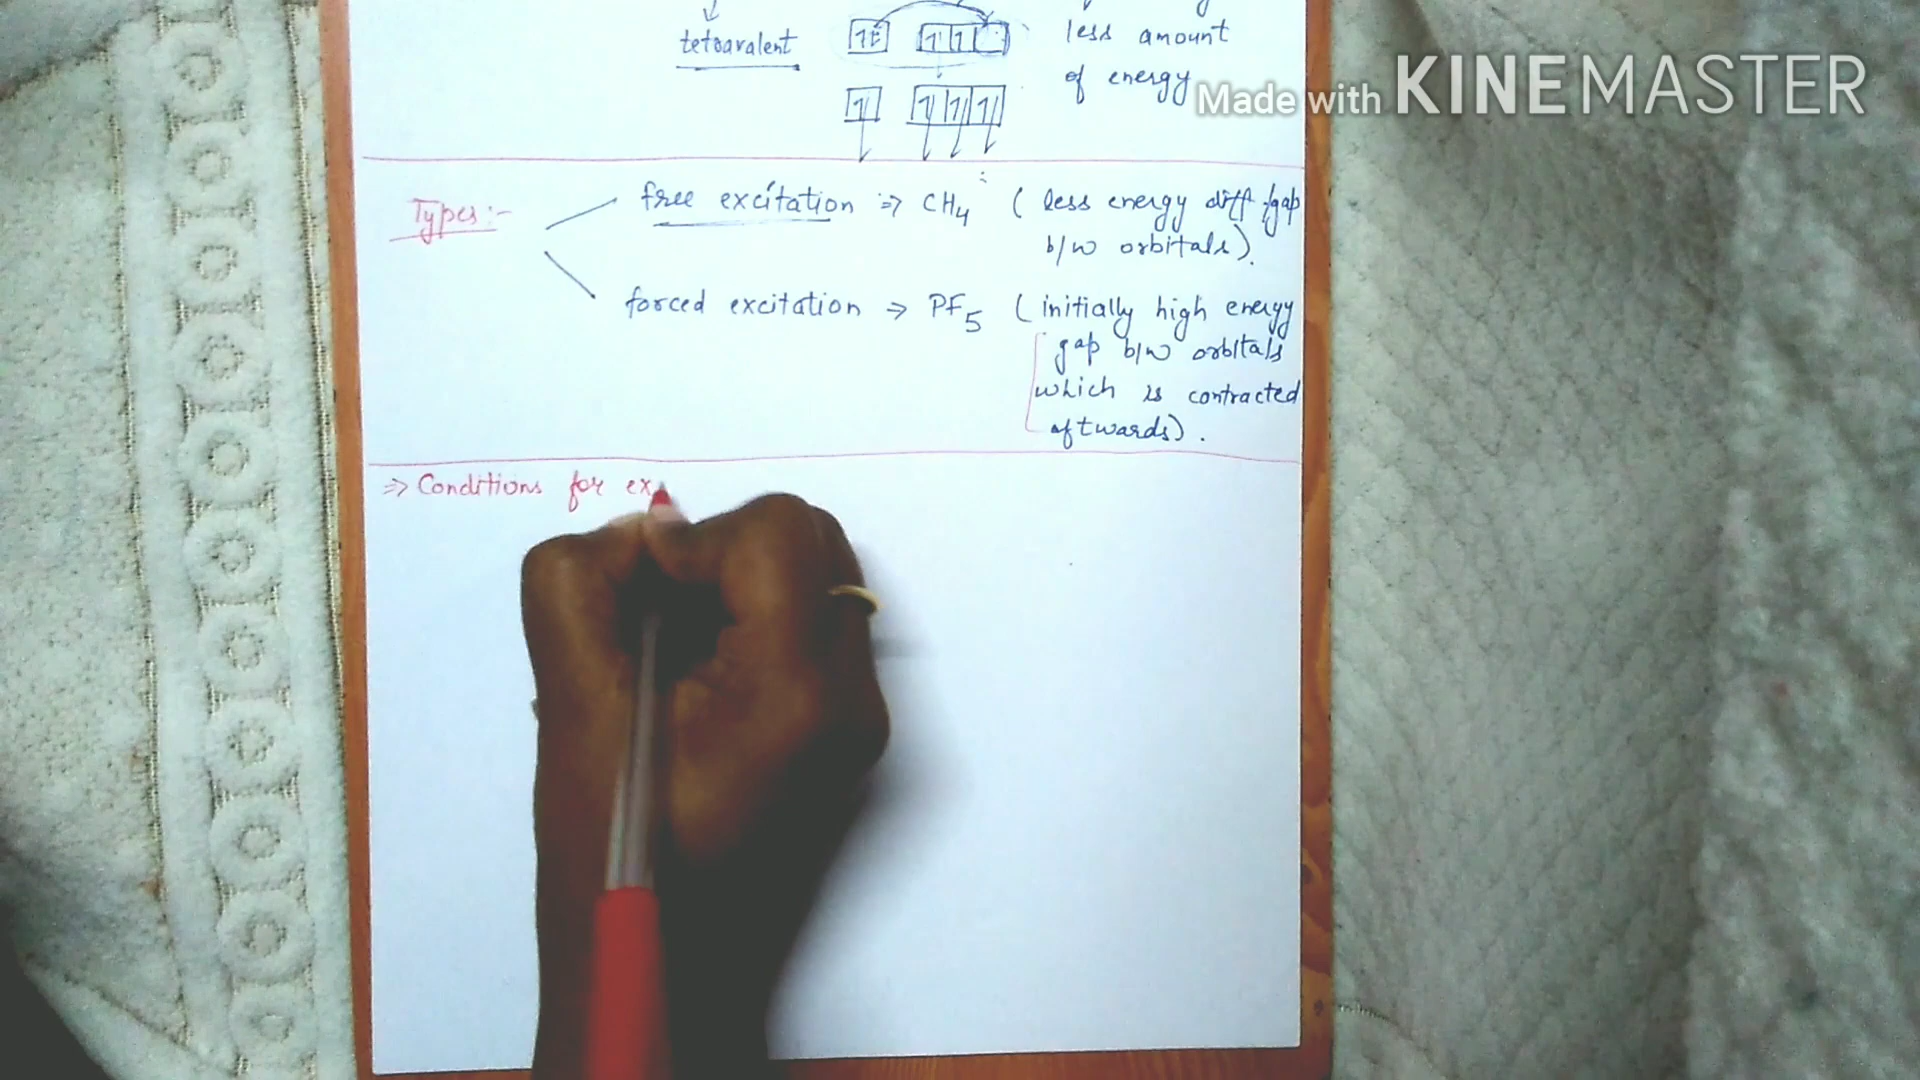 less amount
tetravalent
of energy
Made with KINEMASTER
Types:-
free excitation => CH4 ( less energy diff/gap
b/w orbitals).
forced excitation => PF5 ( initially high energy
gap b/w orbitals
which is contracted
aftwards).
=> Conditions for ex